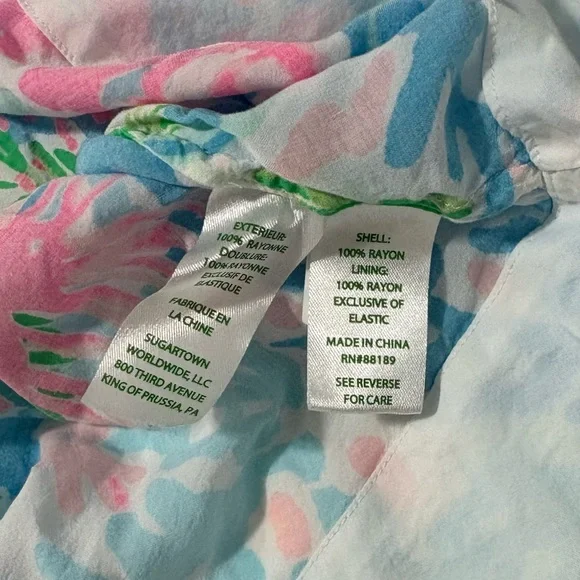 EXTERIEUR:
100% RAYONNE
DOUBLURE:
100% RAYONNE
EXCLUSIF DE
ELASTIQUE
FABRIQUE EN
LA CHINE
SUGARTOWN
WORLDWIDE, LLC
800 THIRD AVENUE
KING OF PRUSSIA, PA
SHELL:
100% RAYON
LINING:
100% RAYON
EXCLUSIVE OF
ELASTIC
MADE IN CHINA
RN#88189
SEE REVERSE
FOR CARE